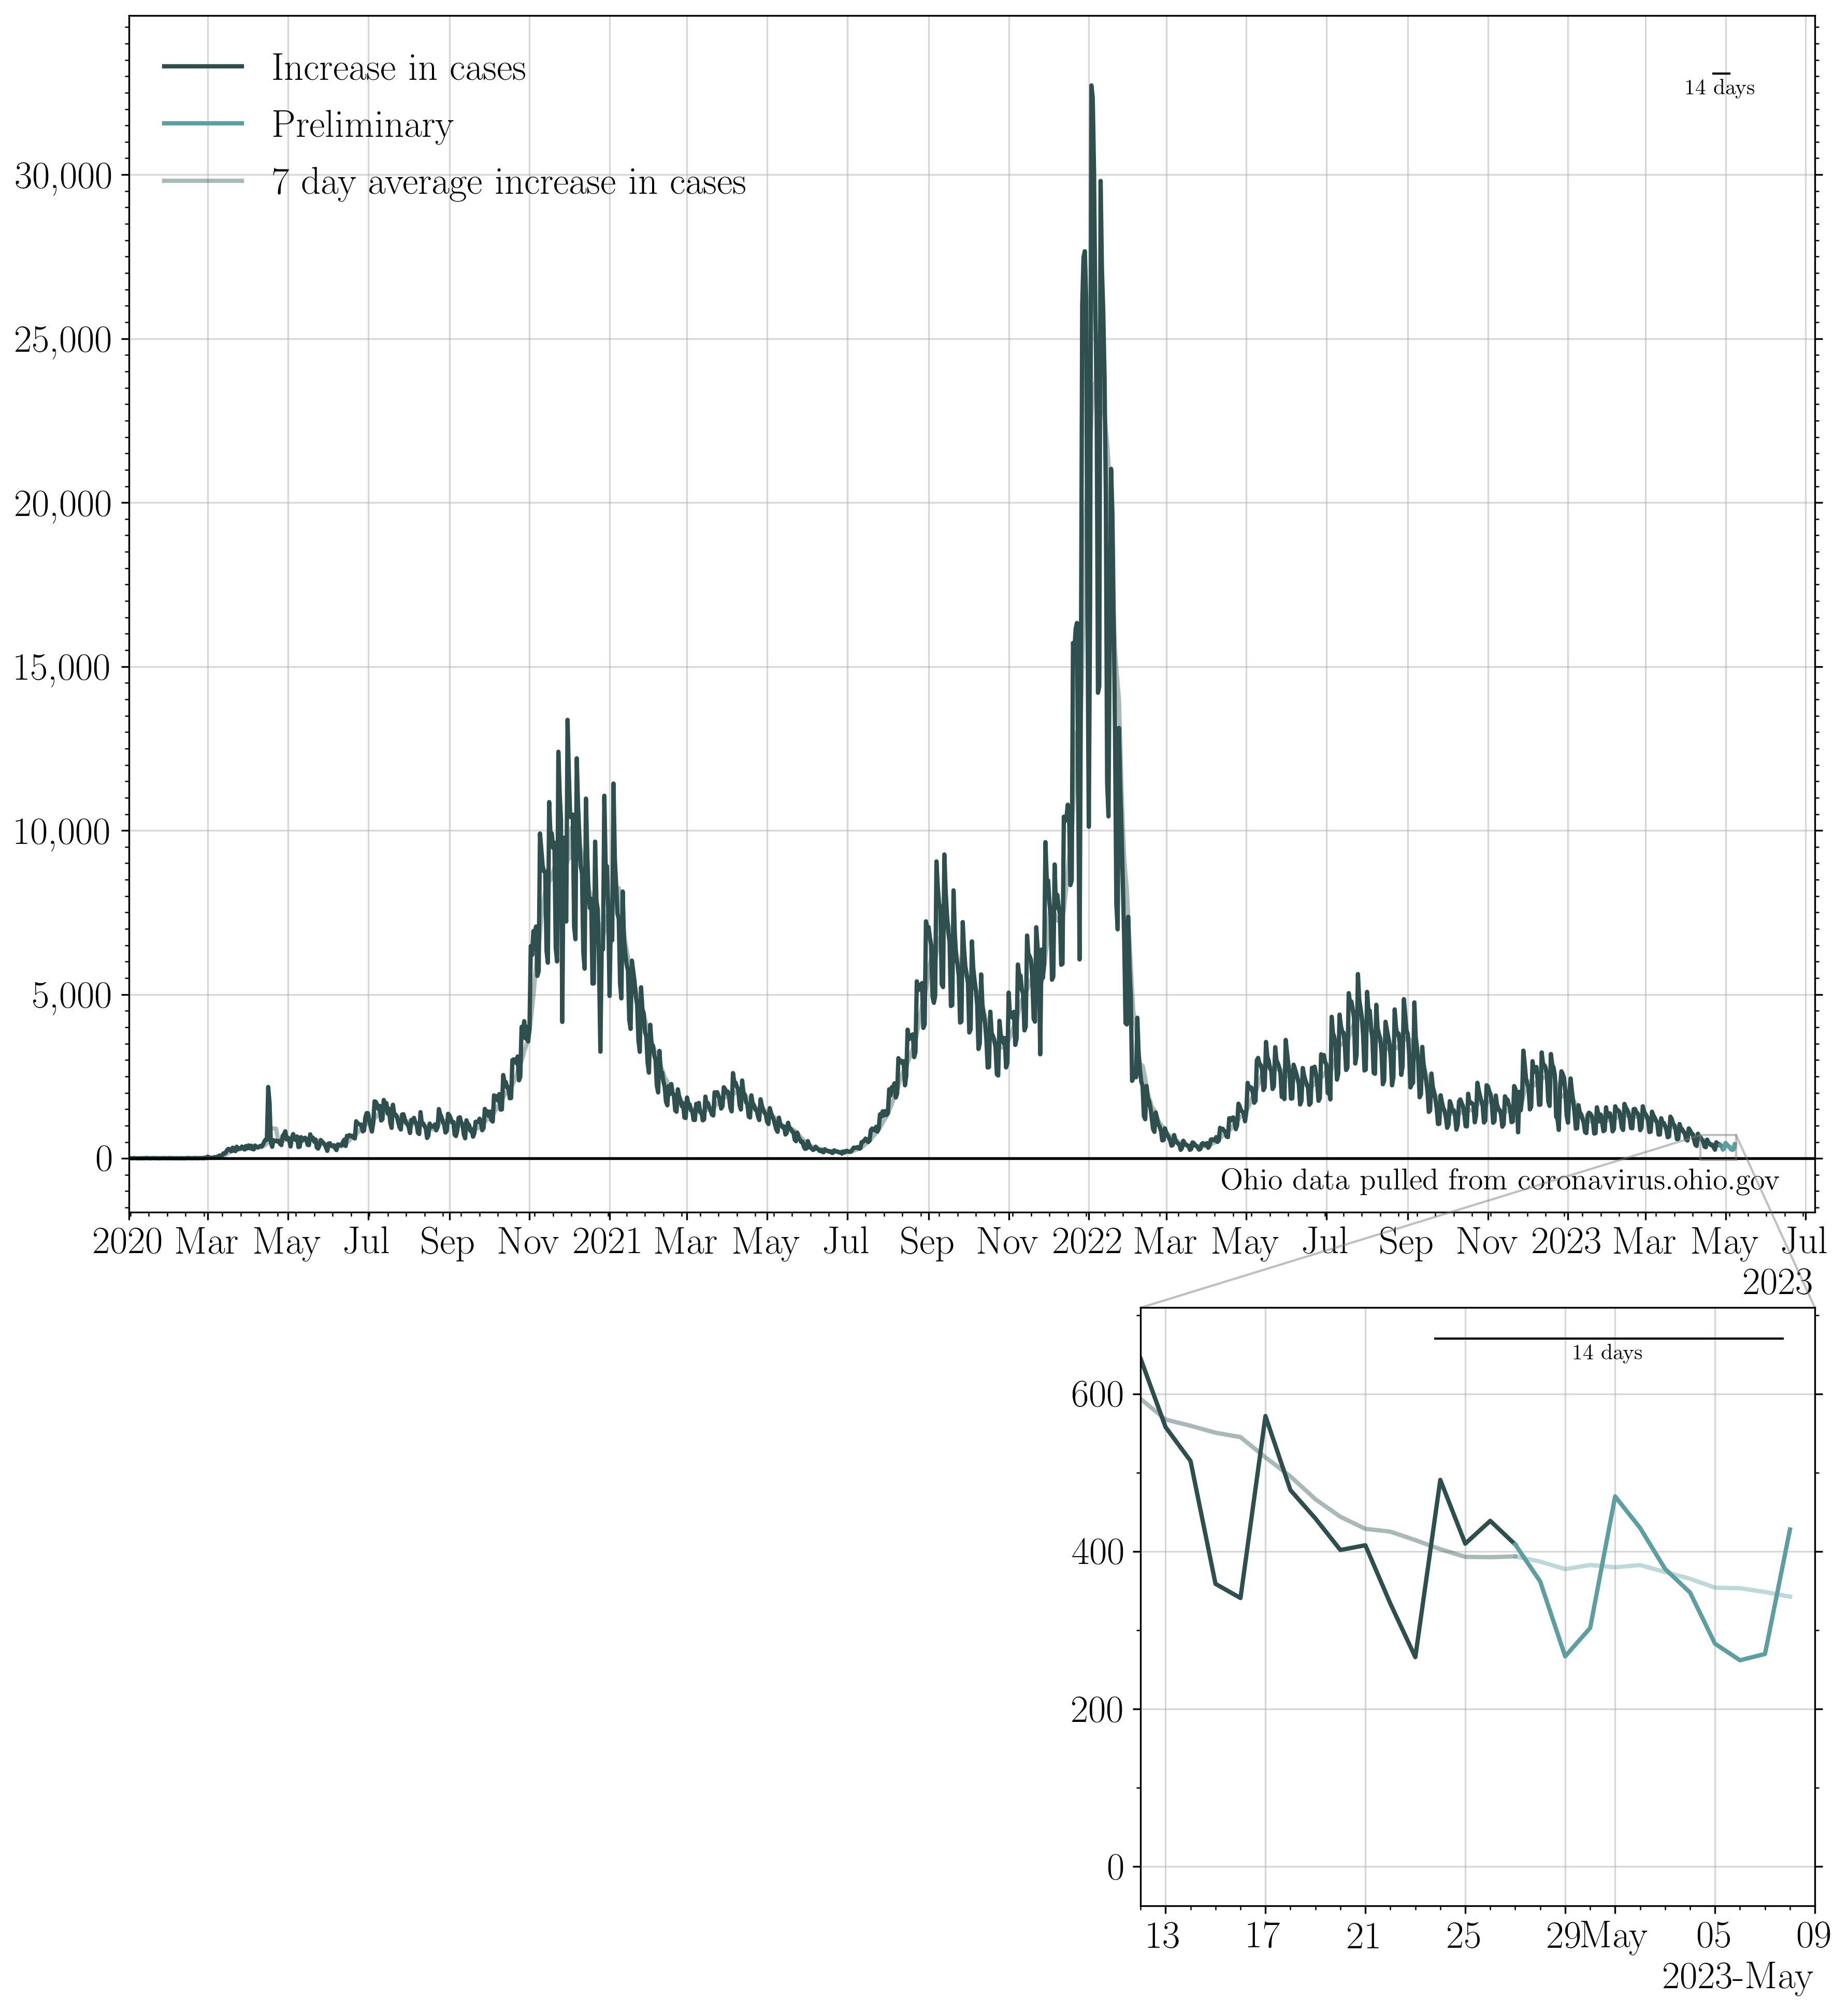 Increase in cases
Preliminary
7 day average increase in cases
14 days
30,000
25,000
20,000
15,000
10,000
5,000
0
Ohio data pulled from coronavirus.ohio.gov
2020 Mar May Jul Sep Nov 2021 Mar May Jul Sep Nov 2022 Mar May Jul Sep Nov 2023 Mar May Jul
2023
14 days
600
400
200
0
13 17 21 25 29 May 05 09
2023-May